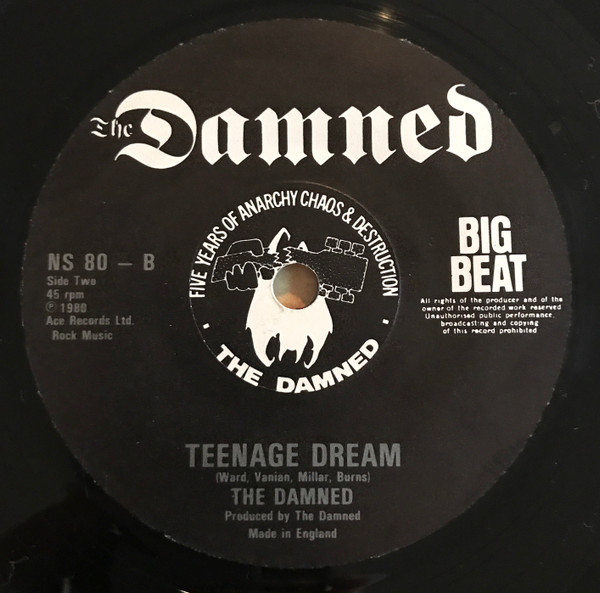 The Damned
FIVE YEARS OF ANARCHY CHAOS & DESTRUCTION
THE DAMNED
NS 80 – B
Side Two
45 rpm
℗ 1980
Ace Records Ltd.
Rock Music
BIG
BEAT
All rights of the producer and of the
owner of the recorded work reserved
Unauthorised public performance
broadcasting and copying
of this record prohibited
TEENAGE DREAM
(Ward, Vanian, Millar, Burns)
THE DAMNED
Produced by The Damned
Made in England